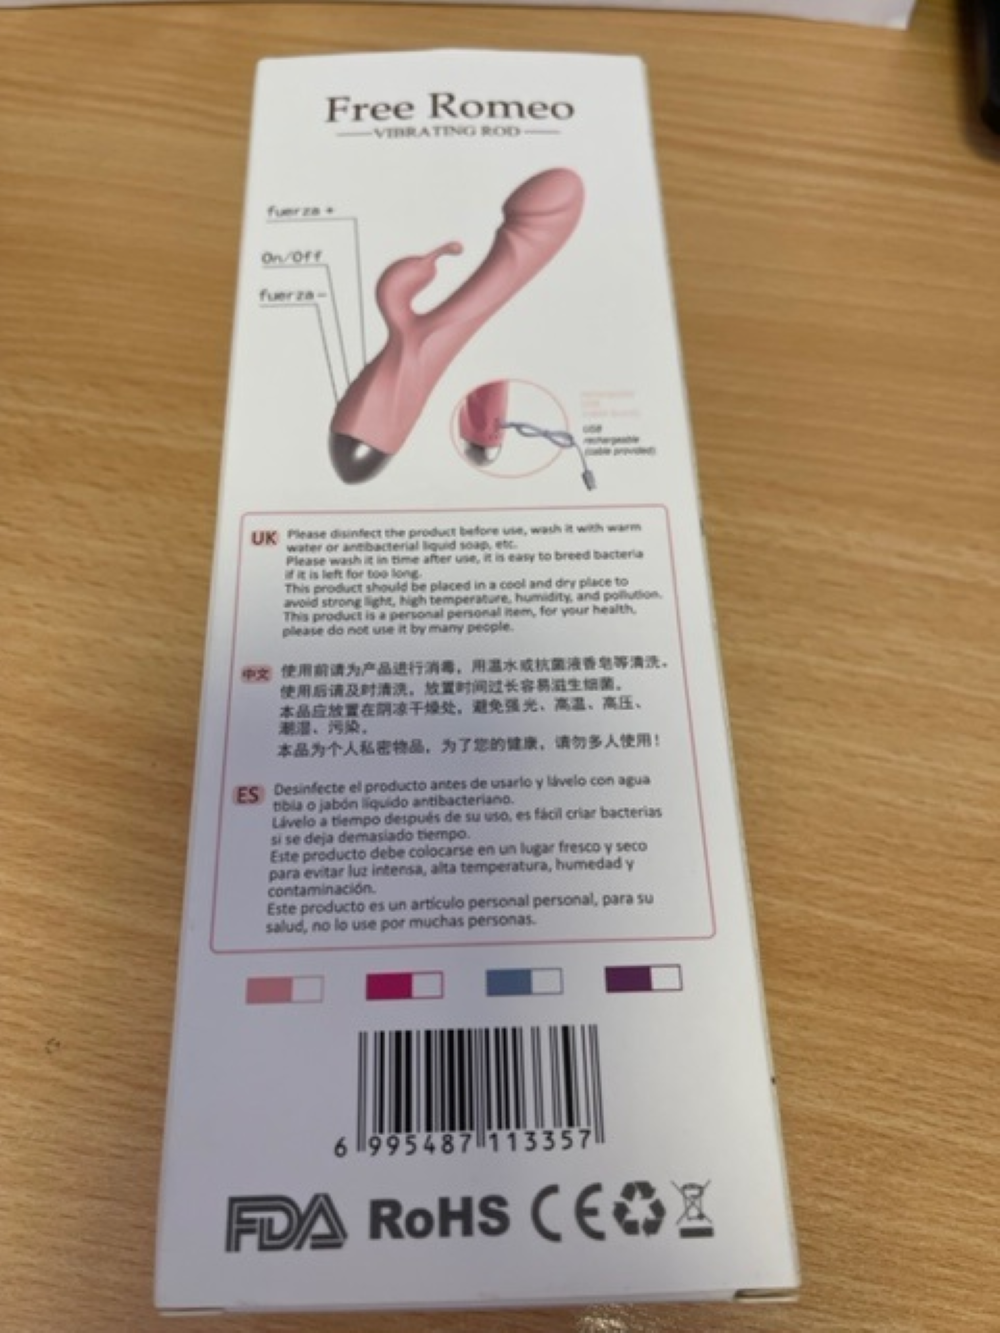 Free Romeo
VIBRATING ROD
fuerza +
On/Off
fuerza -
USB
rechargeable
(cable provided)
UK
Please disinfect the product before use, wash it with warm
water or antibacterial liquid soap, etc.
Please wash it in time after use, it is easy to breed bacteria
if it is left for too long.
This product should be placed in a cool and dry place to
avoid strong light, high temperature, humidity, and pollution.
This product is a personal personal item, for your health,
please do not use it by many people.
中文
使用前请为产品进行消毒，用温水或抗菌液香皂等清洗。
使用后请及时清洗，放置时间过长容易滋生细菌。
本品应放置在阴凉干燥处，避免强光、高温、高压、
潮湿、污染。
本品为个人私密物品，为了您的健康，请勿多人使用！
ES
Desinfecte el producto antes de usarlo y lávelo con agua
tibia o jabón líquido antibacteriano.
Lávelo a tiempo después de su uso, es fácil criar bacterias
si se deja demasiado tiempo.
Este producto debe colocarse en un lugar fresco y seco
para evitar luz intensa, alta temperatura, humedad y
contaminación.
Este producto es un artículo personal personal, para su
salud, no lo use por muchas personas.
6 995487 113357
FDA RoHS CE